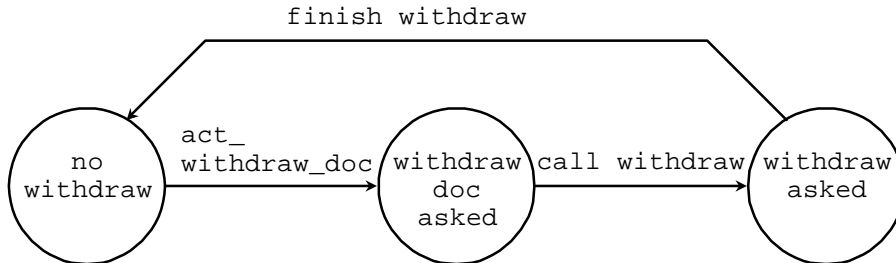 finish withdraw
act_
withdraw_doc
call withdraw
no
withdraw
withdraw
doc
asked
withdraw
asked